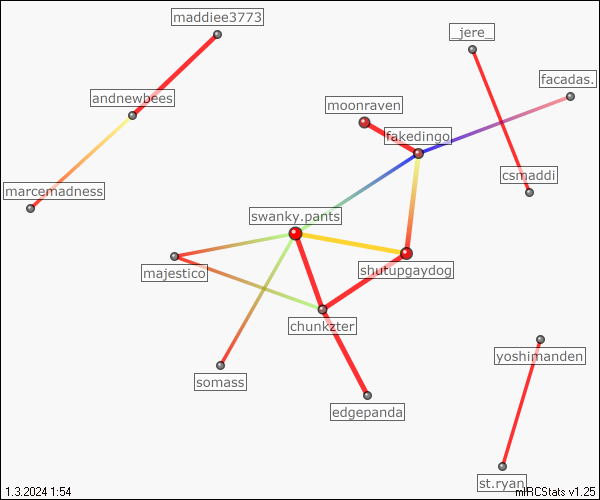 maddiee3773
_jere_
facadas.
andnewbees
moonraven
fakedingo
csmaddi
marcemadness
swanky.pants
majestico
shutupgaydog
chunkzter
yoshimanden
somass
edgepanda
st.ryan
1.3.2024 1:54
mIRCStats v1.25